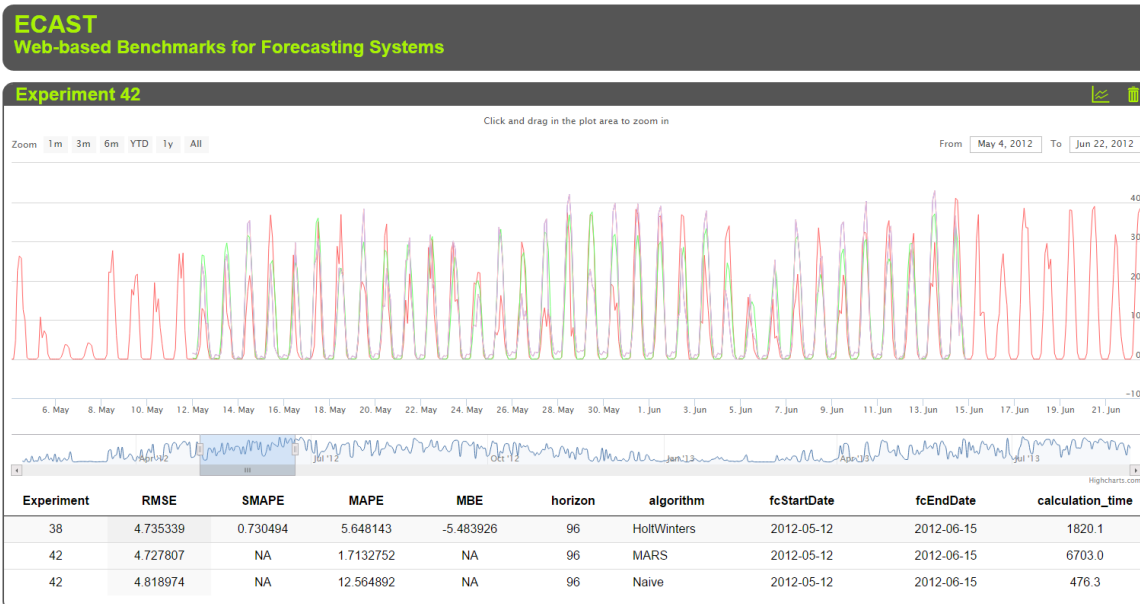 ECAST
Web-based Benchmarks for Forecasting Systems
Experiment 42
Click and drag in the plot area to zoom in
Zoom 1m 3m 6m YTD 1y All From May 4, 2012 To Jun 22, 2012
40
30
20
10
0
-10
6. May 8. May 10. May 12. May 14. May 16. May 18. May 20. May 22. May 24. May 26. May 28. May 30. May 1. Jun 3. Jun 5. Jun 7. Jun 9. Jun 11. Jun 13. Jun 15. Jun 17. Jun 19. Jun 21. Jun
Apr '12 Jul '12 Oct '12 Jan '13 Apr '13 Jul '13
Highcharts.com
Experiment RMSE SMAPE MAPE MBE horizon algorithm fcStartDate fcEndDate calculation_time
38 4.735339 0.730494 5.648143 -5.483926 96 HoltWinters 2012-05-12 2012-06-15 1820.1
42 4.727807 NA 1.7132752 NA 96 MARS 2012-05-12 2012-06-15 6703.0
42 4.818974 NA 12.564892 NA 96 Naive 2012-05-12 2012-06-15 476.3